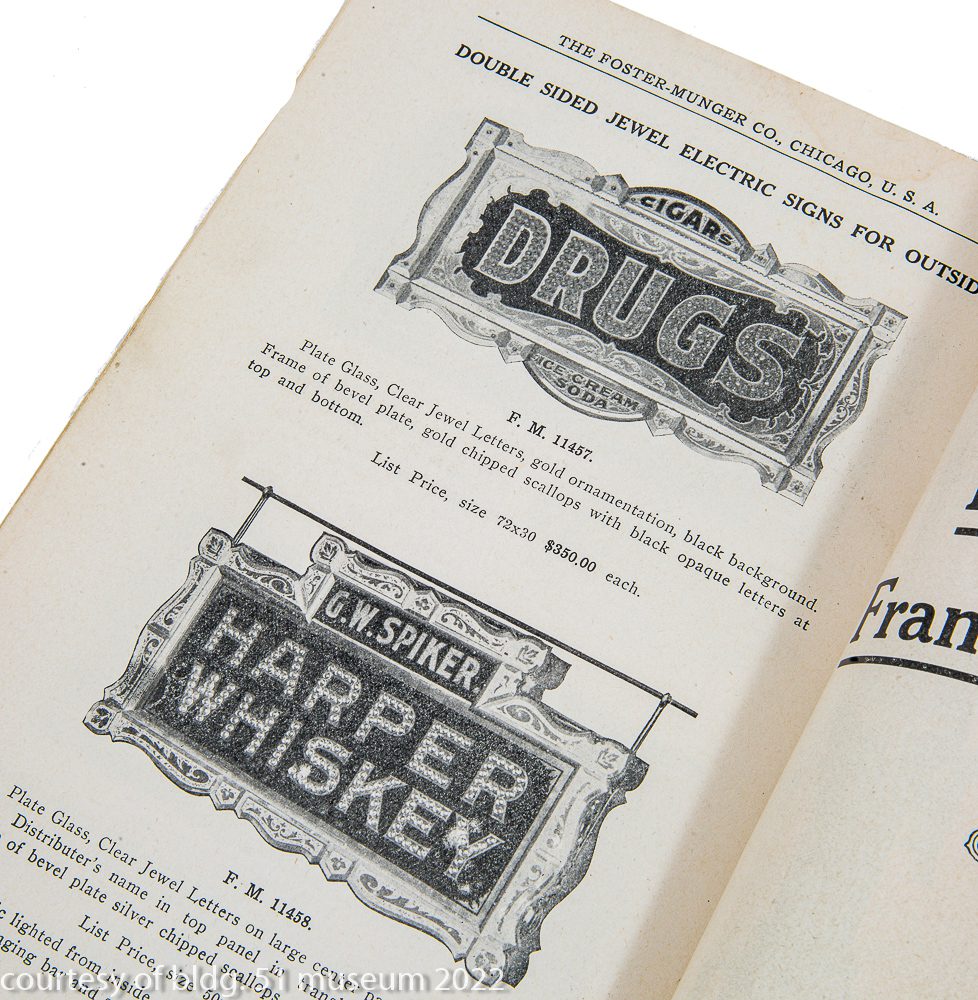 THE FOSTER-MUNGER CO., CHICAGO, U. S. A.
DOUBLE SIDED JEWEL ELECTRIC SIGNS FOR OUTSID
CIGARS
DRUGS
ICE CREAM
SODA
F. M. 11457.
Plate Glass, Clear Jewel Letters, gold ornamentation, black background.
Frame of bevel plate, gold chipped scallops with black opaque letters at
top and bottom.
List Price, size 72x30 $350.00 each.
G.W.SPIKER.
HARPER
WHISKEY
F. M. 11458.
Plate Glass, Clear Jewel Letters on large center
Distributer's name in top panel in
of bevel plate silver chipped scallops
lighted from inside
List Price, size
Fran
courtesy of bldg. 51 museum 2022